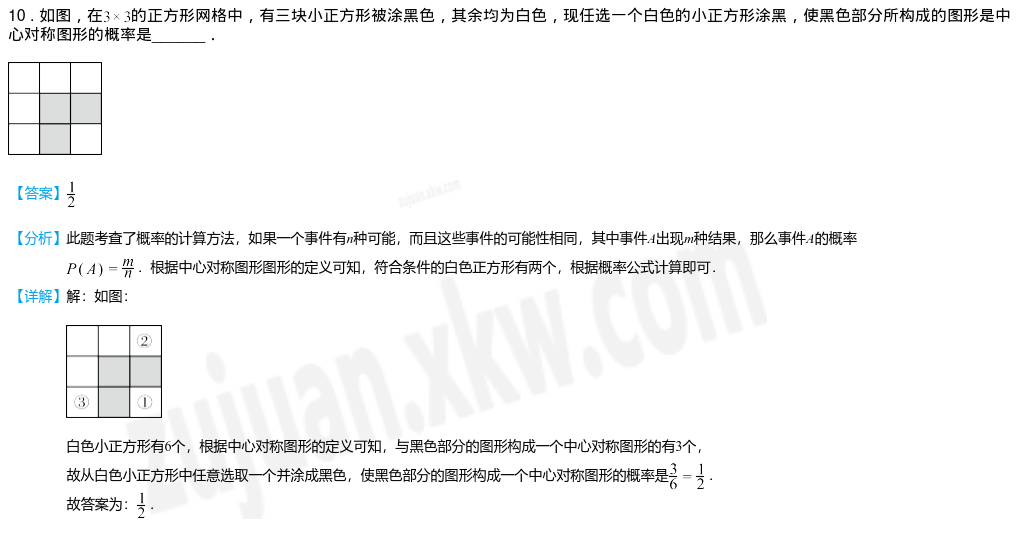 10．如图，在3×3的正方形网格中，有三块小正方形被涂黑色，其余均为白色，现任选一个白色的小正方形涂黑，使黑色部分所构成的图形是中
心对称图形的概率是______．
【答案】1/2
zujuan.xkw.com
【分析】此题考查了概率的计算方法，如果一个事件有n种可能，而且这些事件的可能性相同，其中事件A出现m种结果，那么事件A的概率
P(A)=m/n．根据中心对称图形图形的定义可知，符合条件的白色正方形有两个，根据概率公式计算即可．
【详解】解：如图：
②
③ ①
zujuan.xkw.com
白色小正方形有6个，根据中心对称图形的定义可知，与黑色部分的图形构成一个中心对称图形的有3个，
故从白色小正方形中任意选取一个并涂成黑色，使黑色部分的图形构成一个中心对称图形的概率是3/6=1/2．
故答案为：1/2．